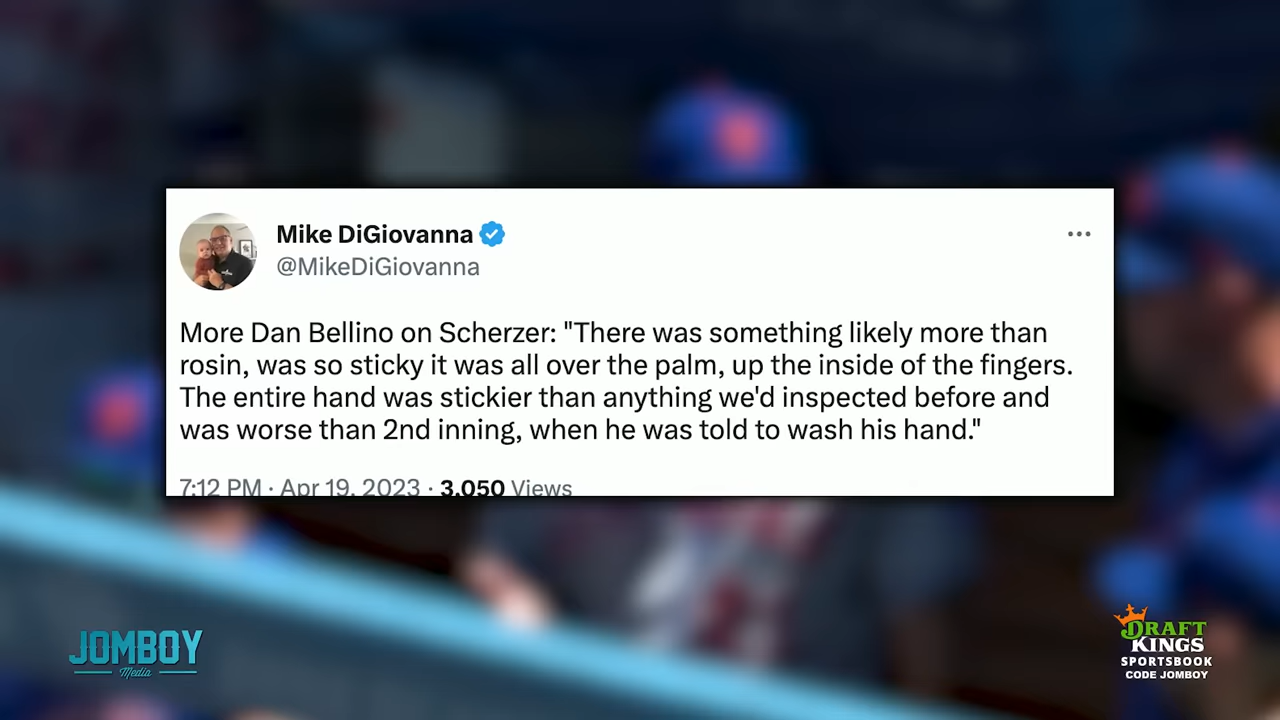 Mike DiGiovanna
@MikeDiGiovanna
More Dan Bellino on Scherzer: "There was something likely more than
rosin, was so sticky it was all over the palm, up the inside of the fingers.
The entire hand was stickier than anything we'd inspected before and
was worse than 2nd inning, when he was told to wash his hand."
7:12 PM · Apr 19, 2023 · 3,050 Views
JOMBOY
Media
DRAFT
KINGS
SPORTSBOOK
CODE JOMBOY